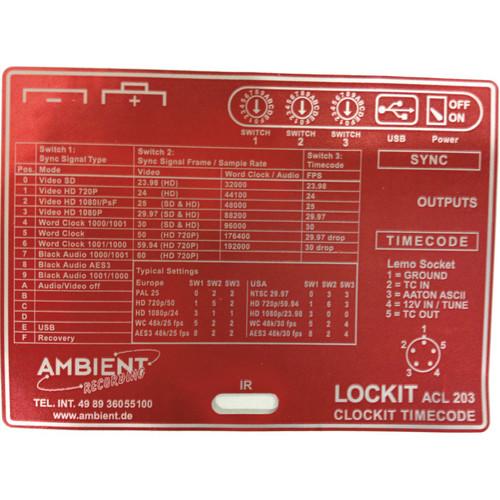 OFF
ON
SWITCH 1
SWITCH 2
SWITCH 3
USB
Power
Switch 1:
Sync Signal Type
Switch 2:
Sync Signal Frame / Sample Rate
Switch 3:
Timecode
Pos. Mode Video Word Clock / Audio FPS
0 Video SD 23.98 (HD) 32000 23.98
1 Video HD 720P 24 (HD) 44100 24
2 Video HD 1080I/PsF 25 (SD & HD) 48000 25
3 Video HD 1080P 29.97 (SD & HD) 88200 29.97
4 Word Clock 1000/1001 30 (SD & HD) 96000 30
5 Word Clock 50 (HD 720P) 176400 29.97 drop
6 Word Clock 1001/1000 59.94 (HD 720P) 192000 30 drop
7 Black Audio 1000/1001 60 (HD 720P)
8 Black Audio AES3
9 Black Audio 1001/1000
A Audio/Video off
B
C
D
E USB
F Recovery
Typical Settings
Europe SW1 SW2 SW3 USA SW1 SW2 SW3
PAL 25 0 2 2 NTSC 29.97 0 3 3
HD 720p/50 1 5 2 HD 720p/59.94 1 6 3
HD 1080p/24 3 1 1 HD 1080p/23.98 3 0 0
WC 48k/25 fps 5 2 2 WC 48k/30 fps 5 2 4
AES3 48k/25 fps 8 2 2 AES3 48k/30 fps 8 2 4
SYNC
OUTPUTS
TIMECODE
Lemo Socket
1 = GROUND
2 = TC IN
3 = AATON ASCII
4 = 12V IN / TUNE
5 = TC OUT
1
5
AMBIENT
RECORDING
TEL. INT. 49 89 36055100
www.ambient.de
IR
LOCKIT ACL 203
CLOCKIT TIMECODE